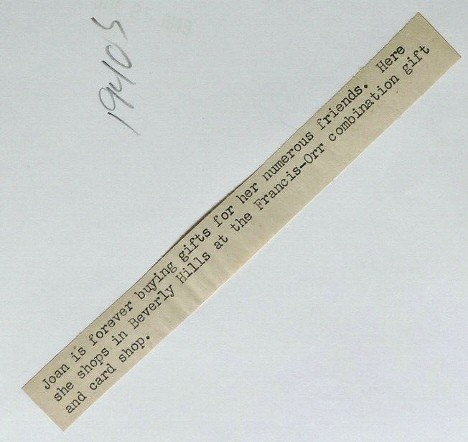 1940s
Joan is forever buying gifts for her numerous friends. Here
she shops in Beverly Hills at the Francis-Orr combination gift
and card shop.